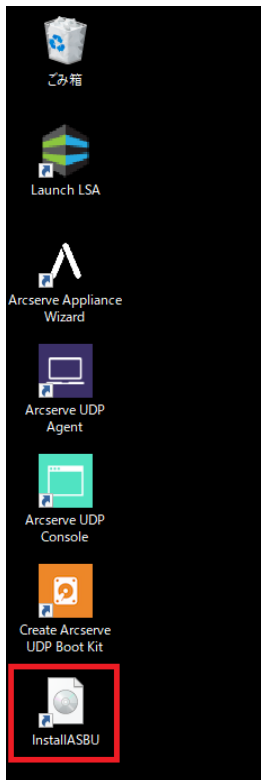 ごみ箱
Launch LSA
Arcserve Appliance
Wizard
Arcserve UDP
Agent
Arcserve UDP
Console
Create Arcserve
UDP Boot Kit
InstallASBU